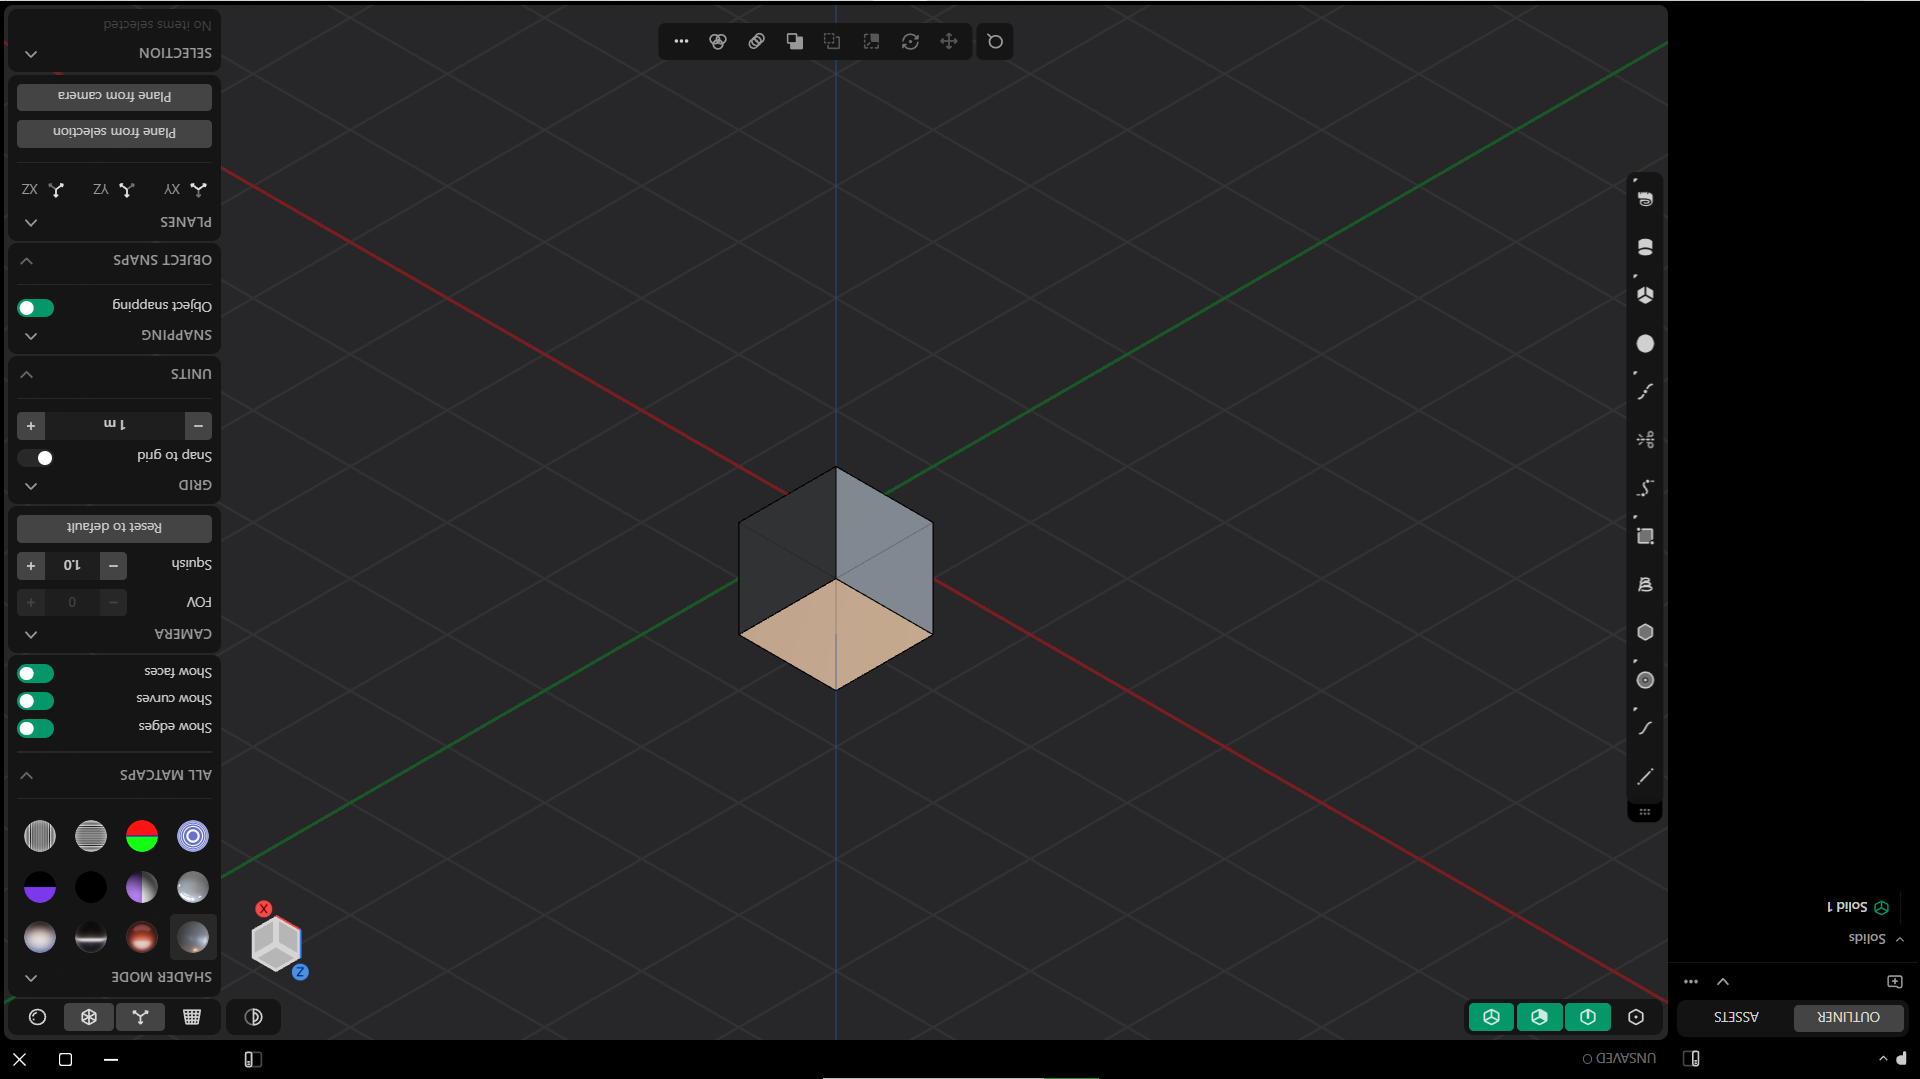 UNSAVED
OUTLINER
ASSETS
Solids
Solid 1
Z
X
SHADER MODE
ALL MATCAPS
Show edges
Show curves
Show faces
CAMERA
FOV
− 0 +
Squish
− 1.0 +
Reset to default
GRID
Snap to grid
− 1 m +
UNITS
SNAPPING
Object snapping
OBJECT SNAPS
PLANES
XY YZ XZ
Plane from selection
Plane from camera
SELECTION
No items selected